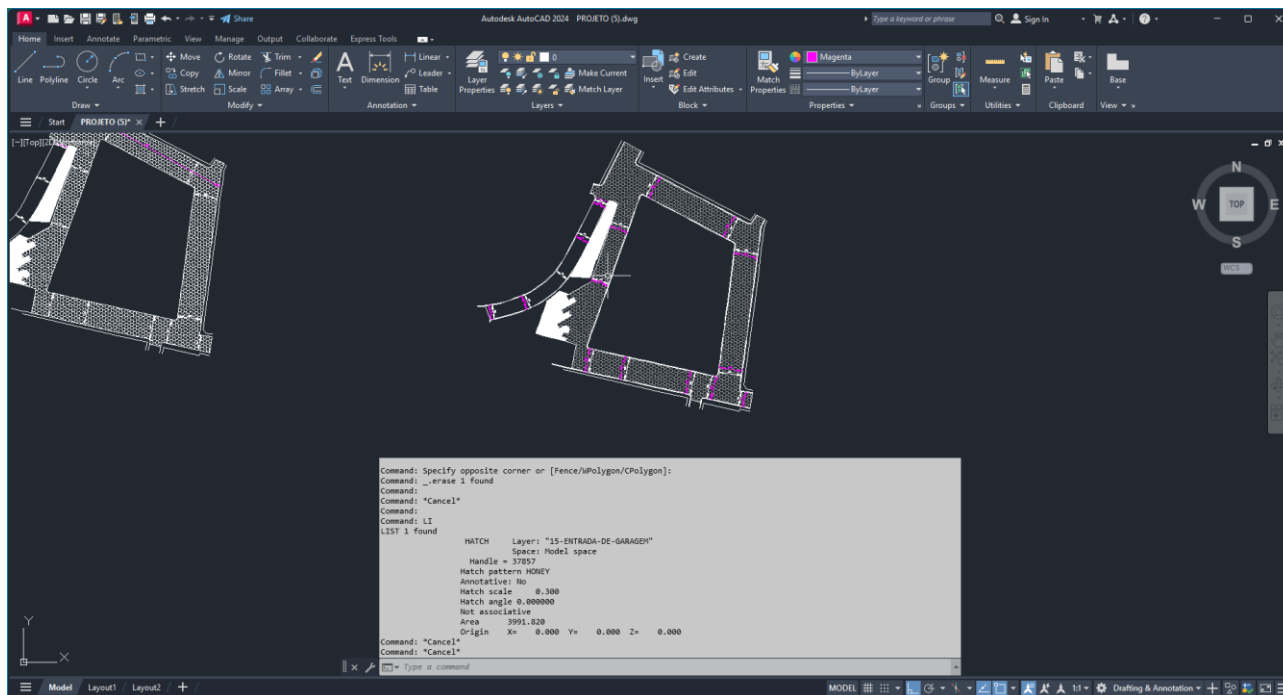 Share
Autodesk AutoCAD 2024 PROJETO (5).dwg
Type a keyword or phrase
Sign In
Home Insert Annotate Parametric View Manage Output Collaborate Express Tools
Line Polyline Circle Arc
Move Rotate Trim
Copy Mirror Fillet
Stretch Scale Array
Text Dimension
Linear
Leader
Table
Layer Properties
0
Make Current
Match Layer
Insert
Create
Edit
Edit Attributes
Match Properties
Magenta
ByLayer
ByLayer
Group
Measure
Paste
Base
Draw Modify Annotation Layers Block Properties Groups Utilities Clipboard View
Start PROJETO (5)*
[−][Top][2D
N
W TOP E
S
WCS
Command: Specify opposite corner or [Fence/WPolygon/CPolygon]:
Command: _.erase 1 found
Command:
Command: *Cancel*
Command:
Command: LI
LIST 1 found
HATCH Layer: "15-ENTRADA-DE-GARAGEM"
Space: Model space
Handle = 37857
Hatch pattern HONEY
Annotative: No
Hatch scale 0.300
Hatch angle 0.000000
Not associative
Area 3991.820
Origin X= 0.000 Y= 0.000 Z= 0.000
Command: *Cancel*
Command: *Cancel*
Type a command
Y
X
Model Layout1 Layout2
MODEL
1:1
Drafting & Annotation